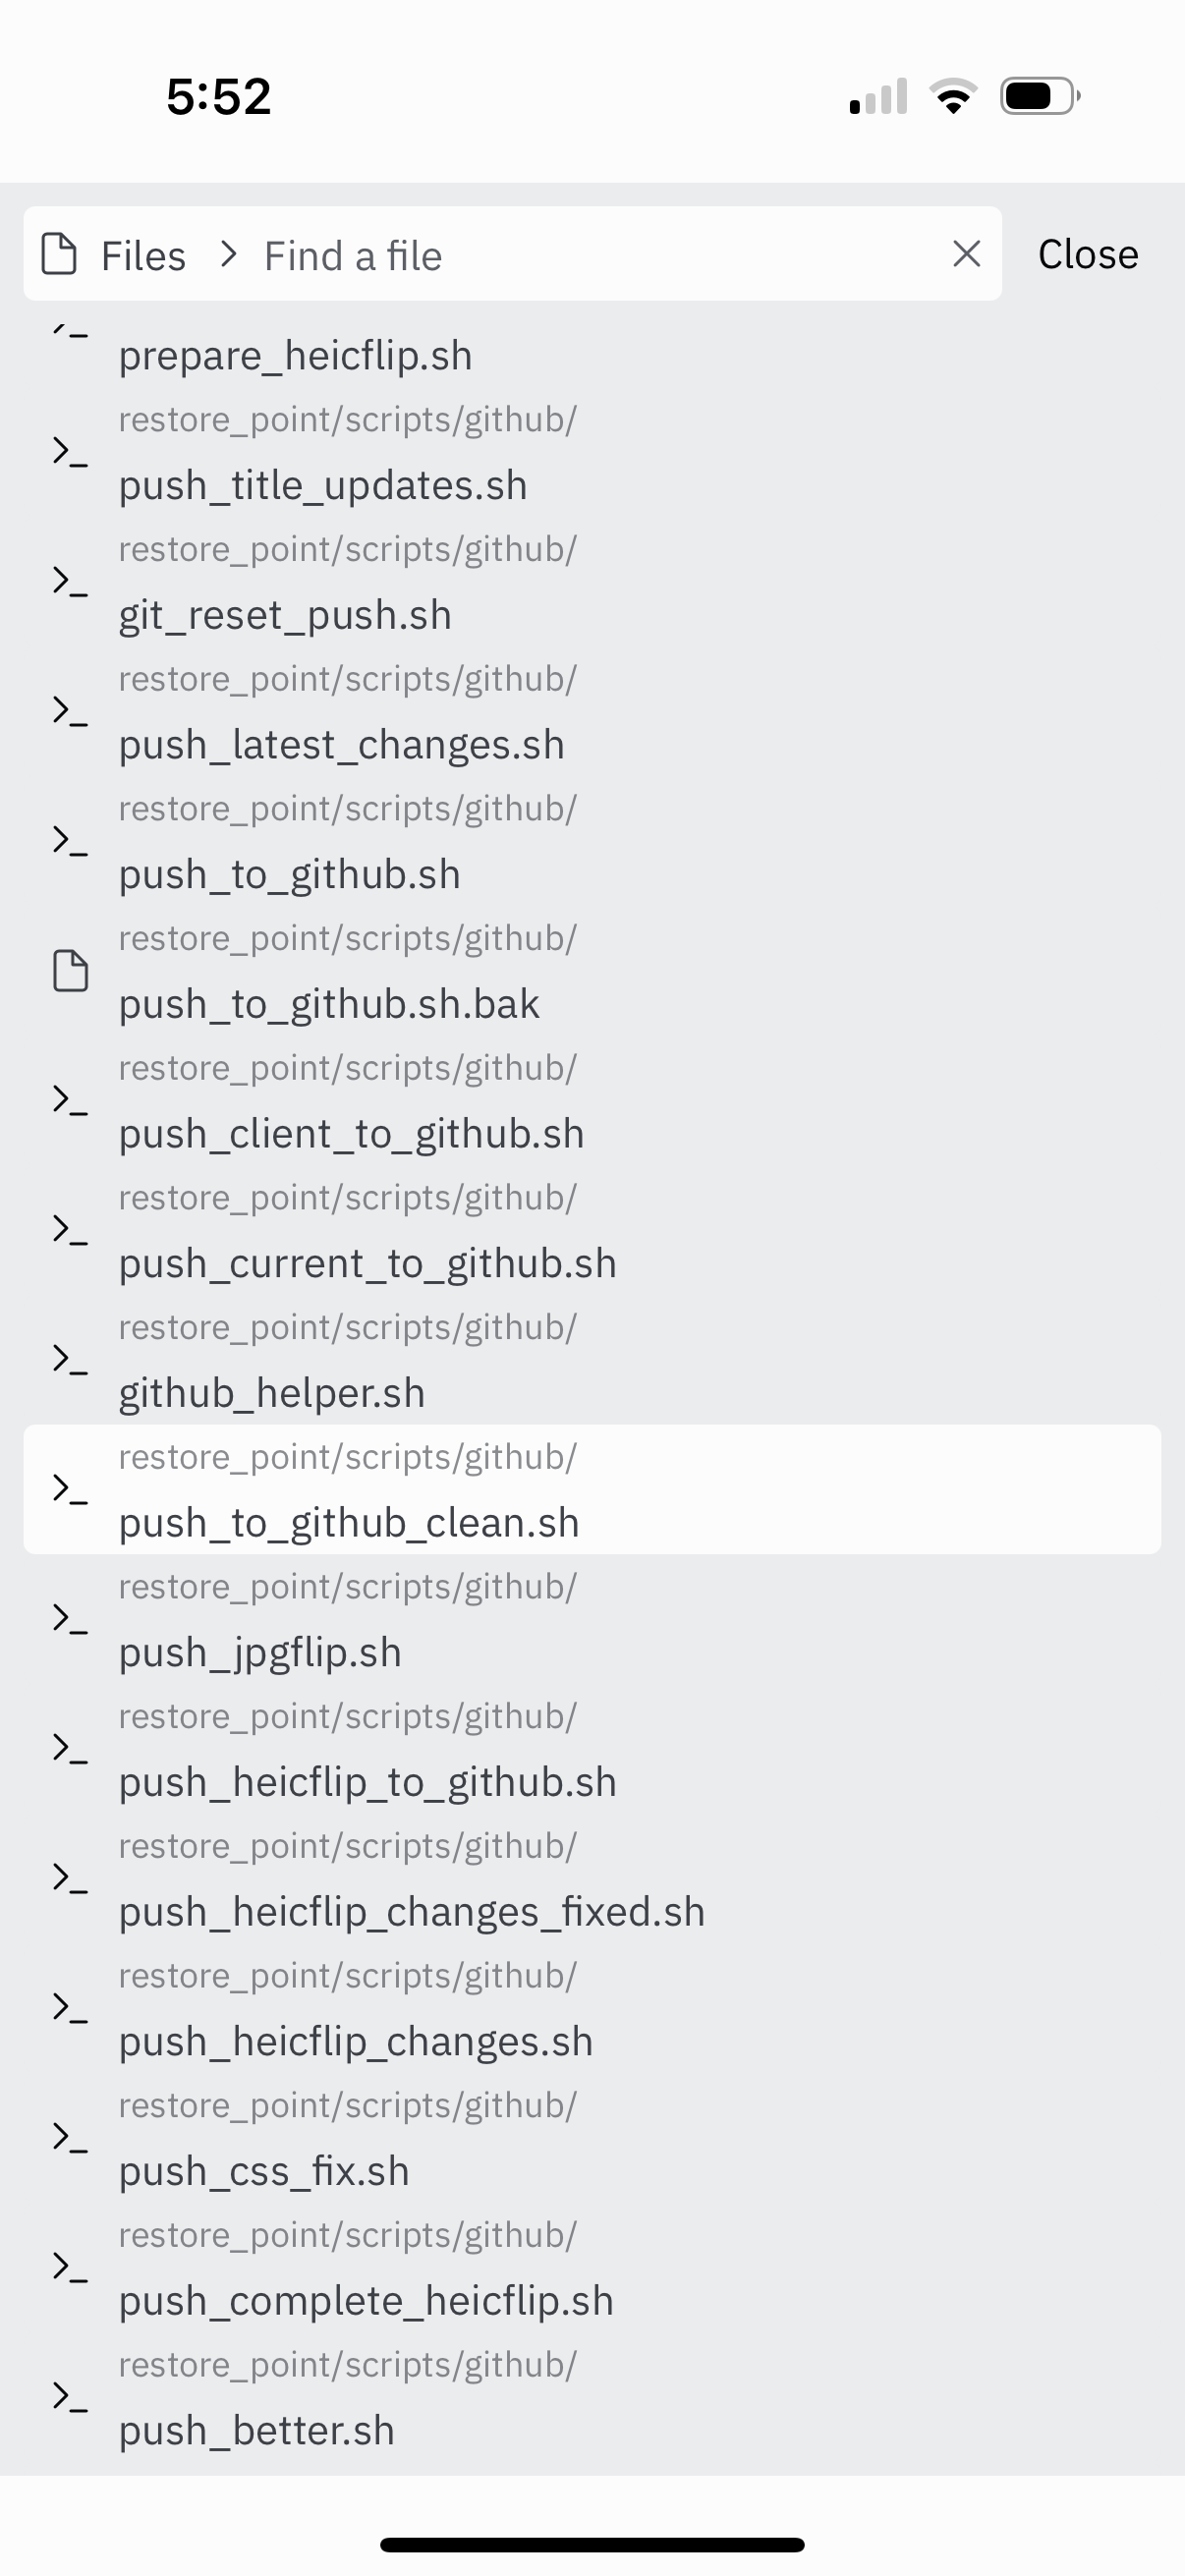 5:52
Files > Find a file
Close
prepare_heicflip.sh
restore_point/scripts/github/
push_title_updates.sh
restore_point/scripts/github/
git_reset_push.sh
restore_point/scripts/github/
push_latest_changes.sh
restore_point/scripts/github/
push_to_github.sh
restore_point/scripts/github/
push_to_github.sh.bak
restore_point/scripts/github/
push_client_to_github.sh
restore_point/scripts/github/
push_current_to_github.sh
restore_point/scripts/github/
github_helper.sh
restore_point/scripts/github/
push_to_github_clean.sh
restore_point/scripts/github/
push_jpgflip.sh
restore_point/scripts/github/
push_heicflip_to_github.sh
restore_point/scripts/github/
push_heicflip_changes_fixed.sh
restore_point/scripts/github/
push_heicflip_changes.sh
restore_point/scripts/github/
push_css_fix.sh
restore_point/scripts/github/
push_complete_heicflip.sh
restore_point/scripts/github/
push_better.sh